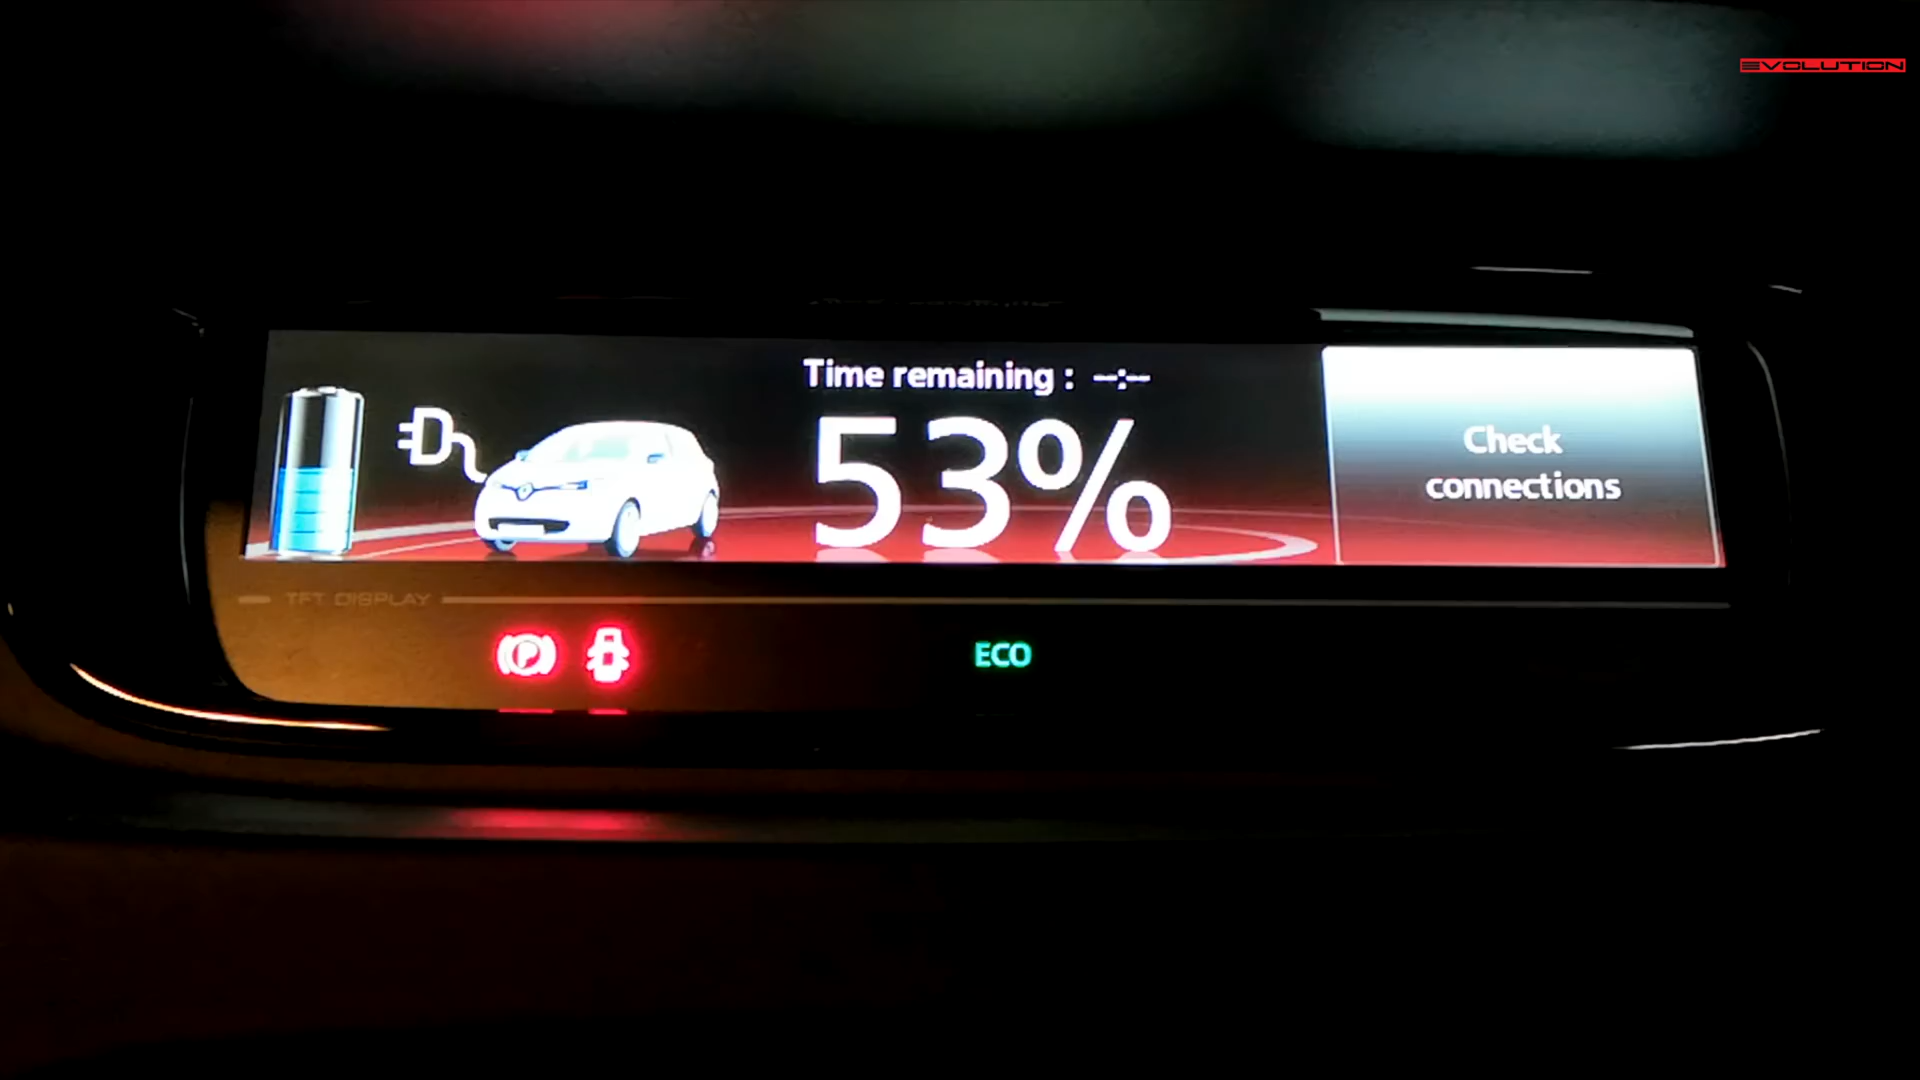 EVOLUTION
Time remaining : --:--
53%
Check
connections
TFT DISPLAY
P
ECO